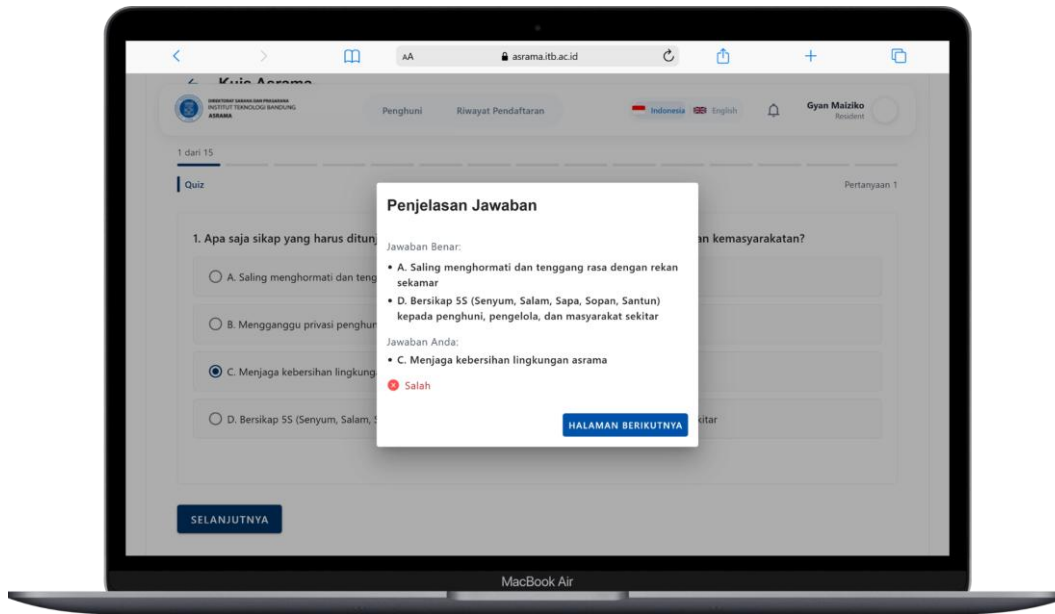 AA
asrama.itb.ac.id
Kuis Asrama
DIREKTORAT SARANA DAN PRASARANA
INSTITUT TEKNOLOGI BANDUNG
ASRAMA
Penghuni
Riwayat Pendaftaran
Indonesia
English
Gyan Maiziko
Resident
1 dari 15
Quiz
Pertanyaan 1
1. Apa saja sikap yang harus ditun
an kemasyarakatan?
A. Saling menghormati dan teng
B. Mengganggu privasi penghun
C. Menjaga kebersihan lingkung
D. Bersikap 5S (Senyum, Salam, S
kitar
SELANJUTNYA
Penjelasan Jawaban
Jawaban Benar:
• A. Saling menghormati dan tenggang rasa dengan rekan
sekamar
• D. Bersikap 5S (Senyum, Salam, Sapa, Sopan, Santun)
kepada penghuni, pengelola, dan masyarakat sekitar
Jawaban Anda:
• C. Menjaga kebersihan lingkungan asrama
Salah
HALAMAN BERIKUTNYA
MacBook Air